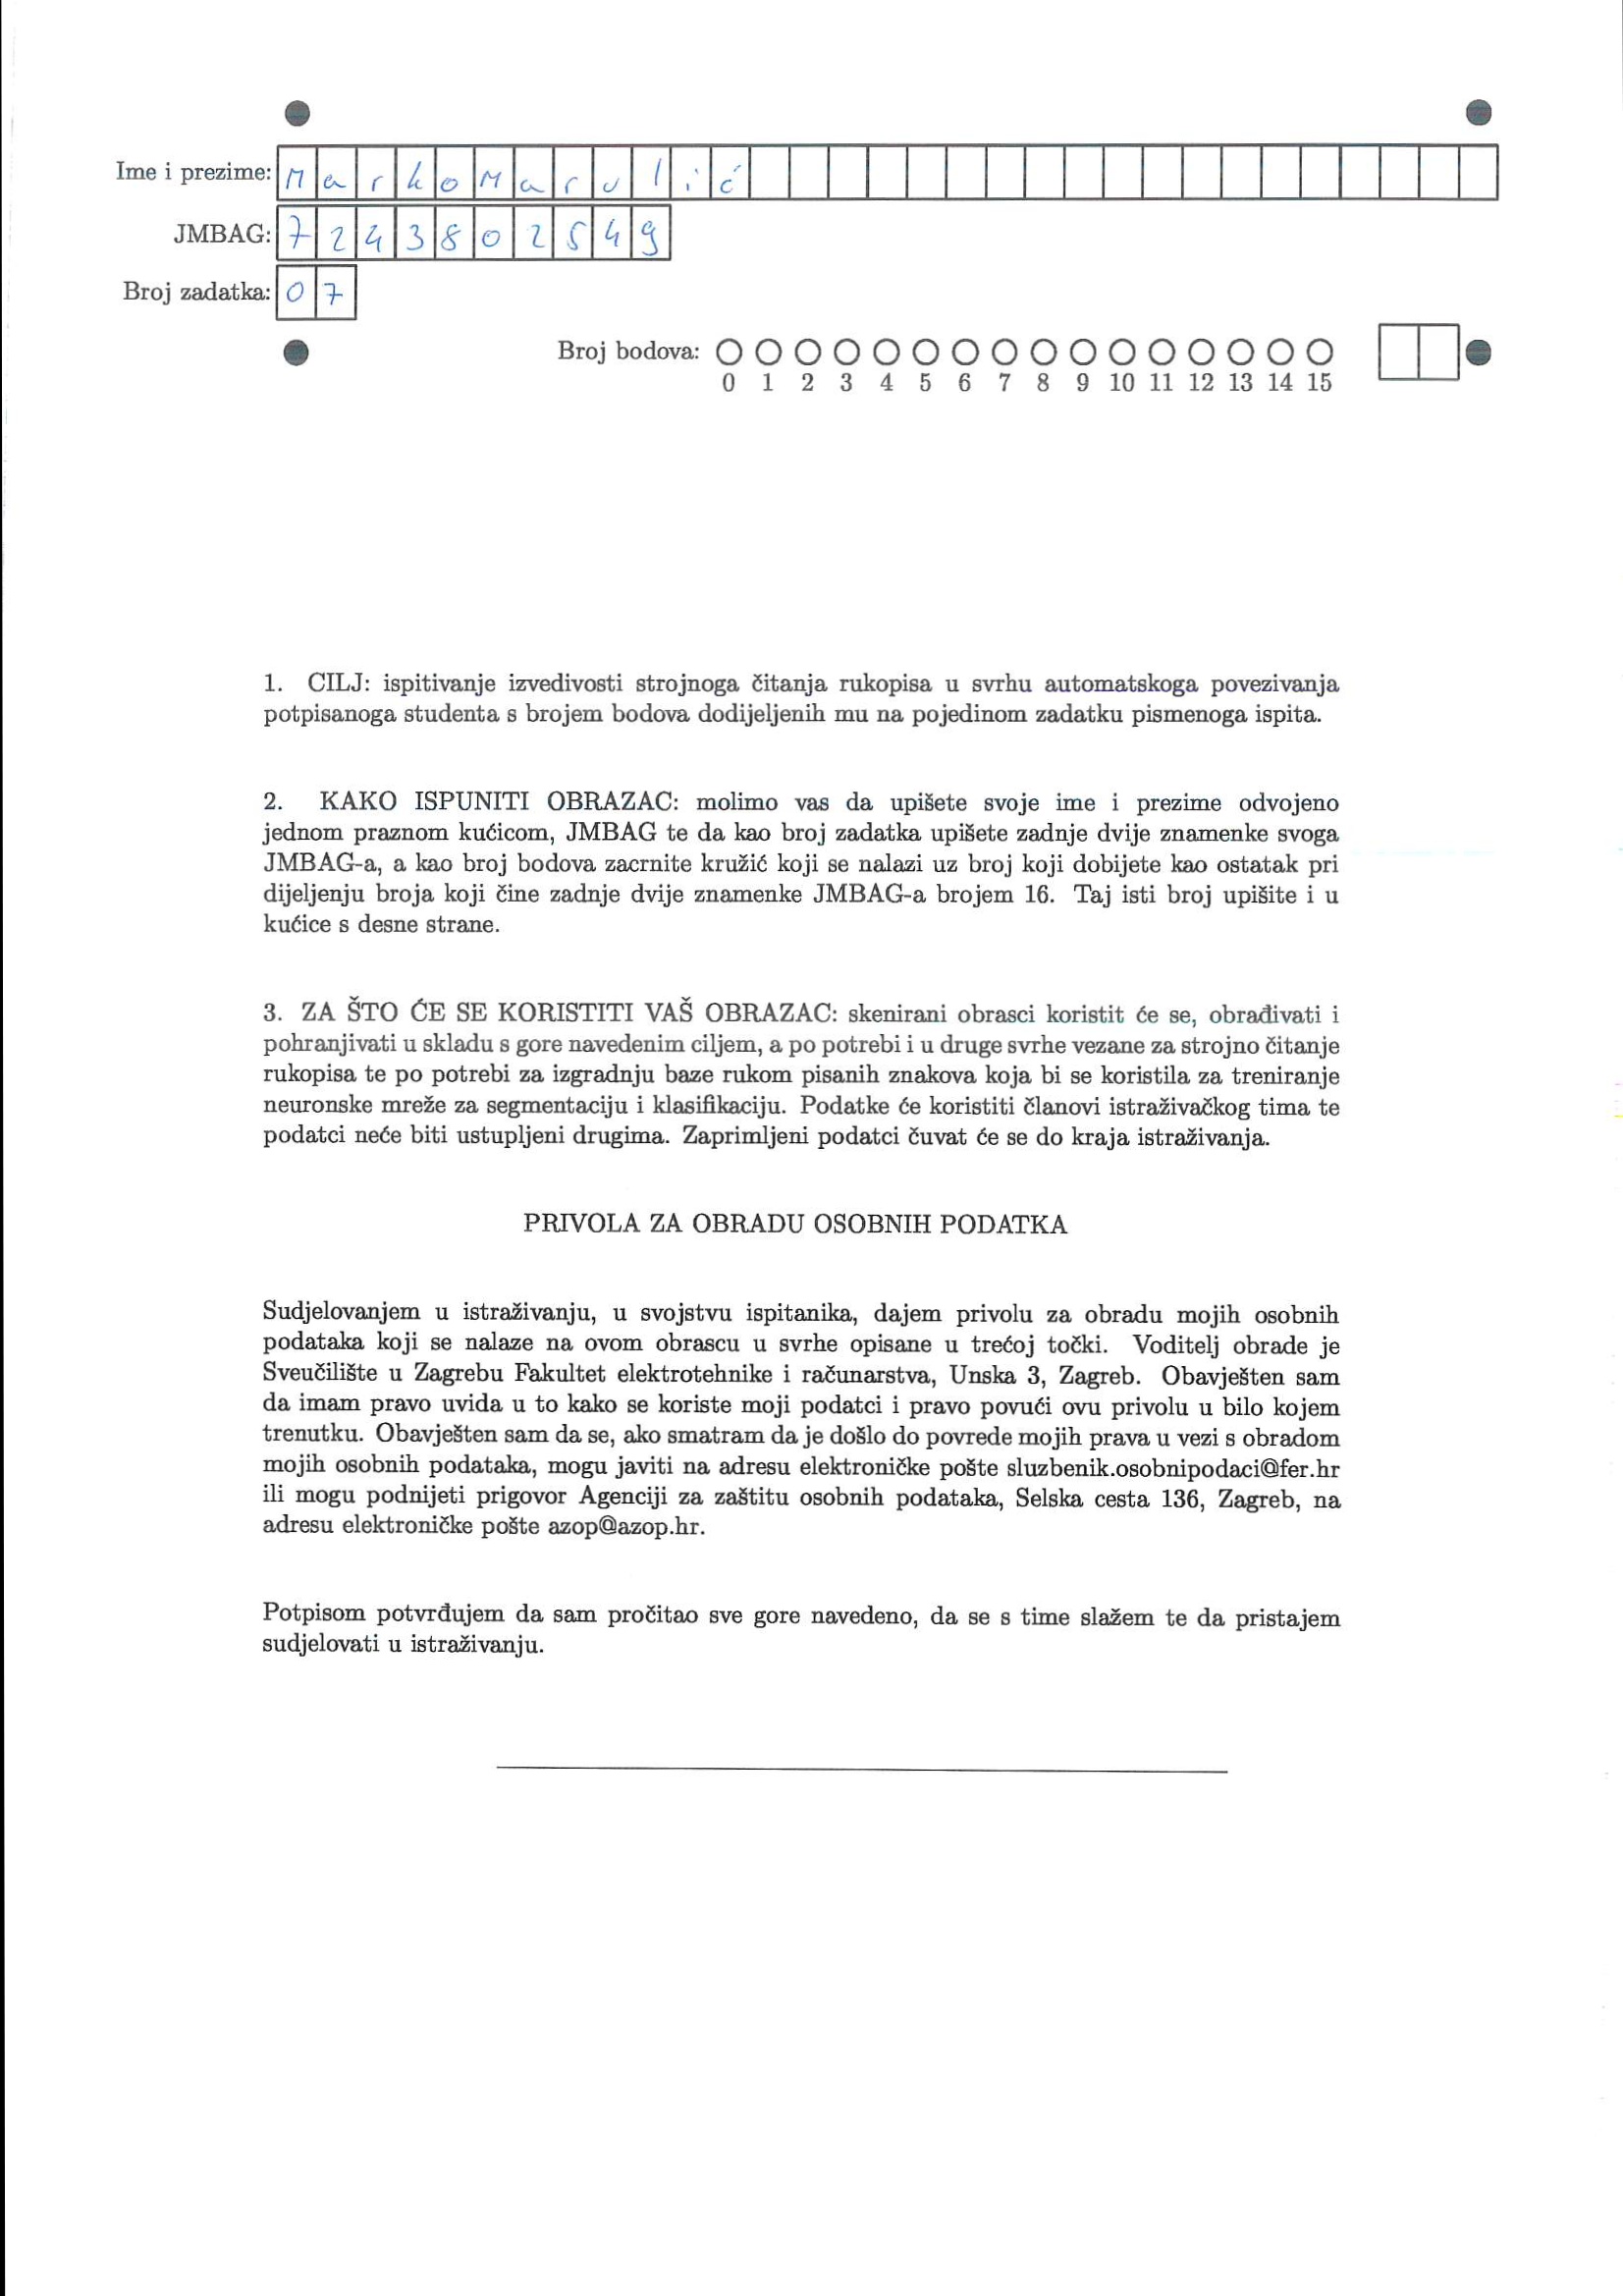 Ime i prezime: MarkoMarulić
JMBAG: 7243802549
Broj zadatka: 07
Broj bodova:
0 1 2 3 4 5 6 7 8 9 10 11 12 13 14 15
1. CILJ: ispitivanje izvedivosti strojnoga čitanja rukopisa u svrhu automatskoga povezivanja
potpisanoga studenta s brojem bodova dodijeljenih mu na pojedinom zadatku pismenoga ispita.
2. KAKO ISPUNITI OBRAZAC: molimo vas da upišete svoje ime i prezime odvojeno
jednom praznom kućicom, JMBAG te da kao broj zadatka upišete zadnje dvije znamenke svoga
JMBAG-a, a kao broj bodova zacrnite kružić koji se nalazi uz broj koji dobijete kao ostatak pri
dijeljenju broja koji čine zadnje dvije znamenke JMBAG-a brojem 16. Taj isti broj upišite i u
kućice s desne strane.
3. ZA ŠTO ĆE SE KORISTITI VAŠ OBRAZAC: skenirani obrasci koristit će se, obrađivati i
pohranjivati u skladu s gore navedenim ciljem, a po potrebi i u druge svrhe vezane za strojno čitanje
rukopisa te po potrebi za izgradnju baze rukom pisanih znakova koja bi se koristila za treniranje
neuronske mreže za segmentaciju i klasifikaciju. Podatke će koristiti članovi istraživačkog tima te
podatci neće biti ustupljeni drugima. Zaprimljeni podatci čuvat će se do kraja istraživanja.
PRIVOLA ZA OBRADU OSOBNIH PODATKA
Sudjelovanjem u istraživanju, u svojstvu ispitanika, dajem privolu za obradu mojih osobnih
podataka koji se nalaze na ovom obrascu u svrhe opisane u trećoj točki. Voditelj obrade je
Sveučilište u Zagrebu Fakultet elektrotehnike i računarstva, Unska 3, Zagreb. Obavješten sam
da imam pravo uvida u to kako se koriste moji podatci i pravo povući ovu privolu u bilo kojem
trenutku. Obavješten sam da se, ako smatram da je došlo do povrede mojih prava u vezi s obradom
mojih osobnih podataka, mogu javiti na adresu elektroničke pošte sluzbenik.osobnipodaci@fer.hr
ili mogu podnijeti prigovor Agenciji za zaštitu osobnih podataka, Selska cesta 136, Zagreb, na
adresu elektroničke pošte azop@azop.hr.
Potpisom potvrđujem da sam pročitao sve gore navedeno, da se s time slažem te da pristajem
sudjelovati u istraživanju.